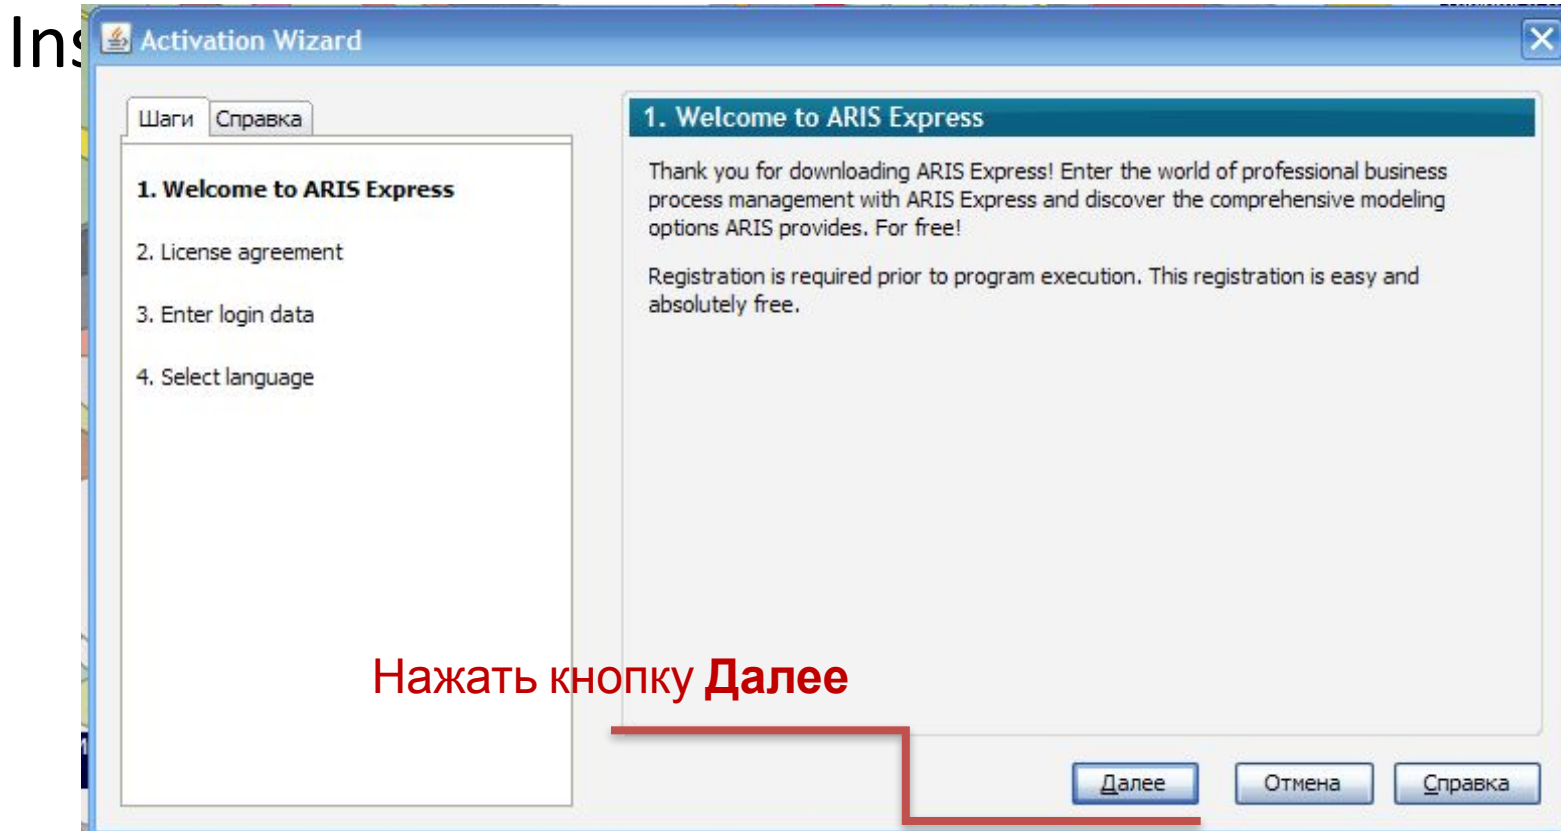 Ins
Activation Wizard
Шаги Справка
1. Welcome to ARIS Express
2. License agreement
3. Enter login data
4. Select language
1. Welcome to ARIS Express
Thank you for downloading ARIS Express! Enter the world of professional business
process management with ARIS Express and discover the comprehensive modeling
options ARIS provides. For free!
Registration is required prior to program execution. This registration is easy and
absolutely free.
Нажать кнопку Далее
Далее Отмена Справка